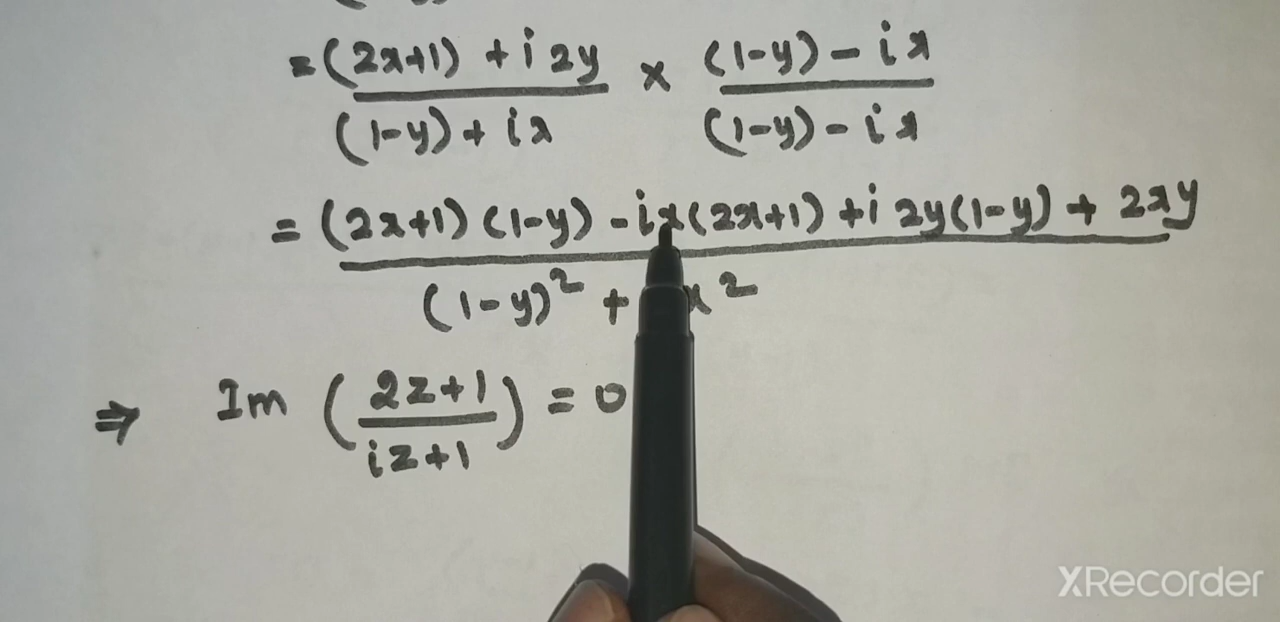 = (2x+1) + i 2y / (1-y) + ix × (1-y) - ix / (1-y) - ix
= (2x+1) (1-y) - ix(2x+1) + i 2y(1-y) + 2xy / (1-y)² + x²
⇒ Im (2z+1 / iz+1) = 0
XRecorder